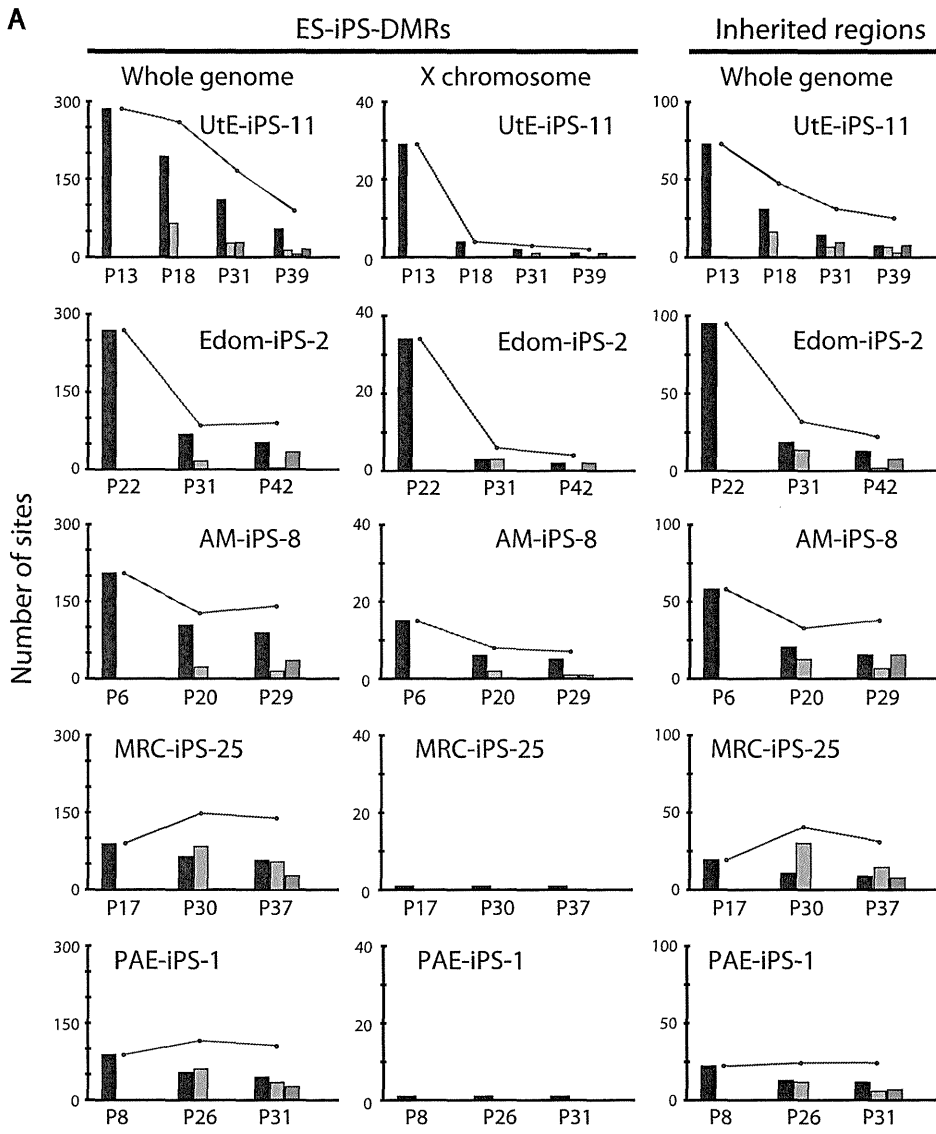 A
ES-iPS-DMRs Inherited regions
Whole genome X chromosome Whole genome
Number of sites
300 UtE-iPS-11 40 UtE-iPS-11 100 UtE-iPS-11
150 20 50
0 0 0
P13 P18 P31 P39 P13 P18 P31 P39 P13 P18 P31 P39
300 Edom-iPS-2 40 Edom-iPS-2 100 Edom-iPS-2
150 20 50
0 0 0
P22 P31 P42 P22 P31 P42 P22 P31 P42
300 AM-iPS-8 40 AM-iPS-8 100 AM-iPS-8
150 20 50
0 0 0
P6 P20 P29 P6 P20 P29 P6 P20 P29
300 MRC-iPS-25 40 MRC-iPS-25 100 MRC-iPS-25
150 20 50
0 0 0
P17 P30 P37 P17 P30 P37 P17 P30 P37
300 PAE-iPS-1 40 PAE-iPS-1 100 PAE-iPS-1
150 20 50
0 0 0
P8 P26 P31 P8 P26 P31 P8 P26 P31